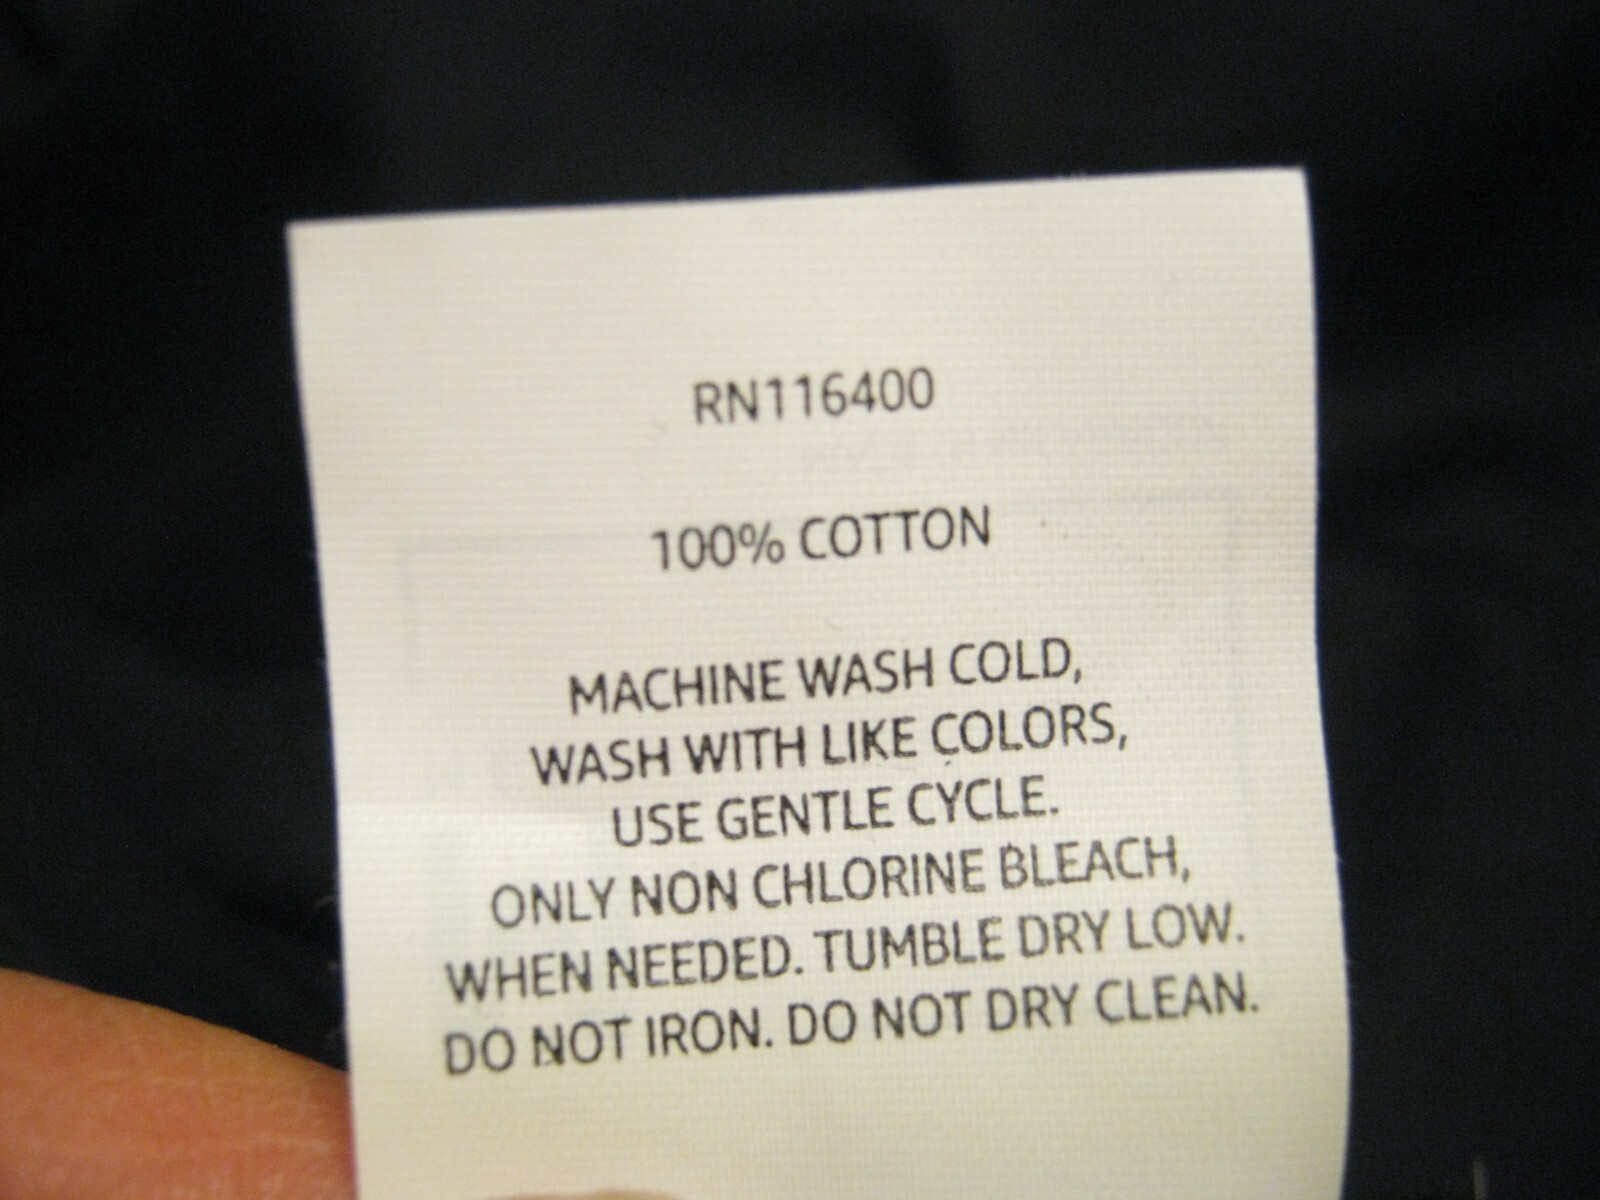 RN116400
100% COTTON
MACHINE WASH COLD,
WASH WITH LIKE COLORS,
USE GENTLE CYCLE.
ONLY NON CHLORINE BLEACH,
WHEN NEEDED. TUMBLE DRY LOW.
DO NOT IRON. DO NOT DRY CLEAN.